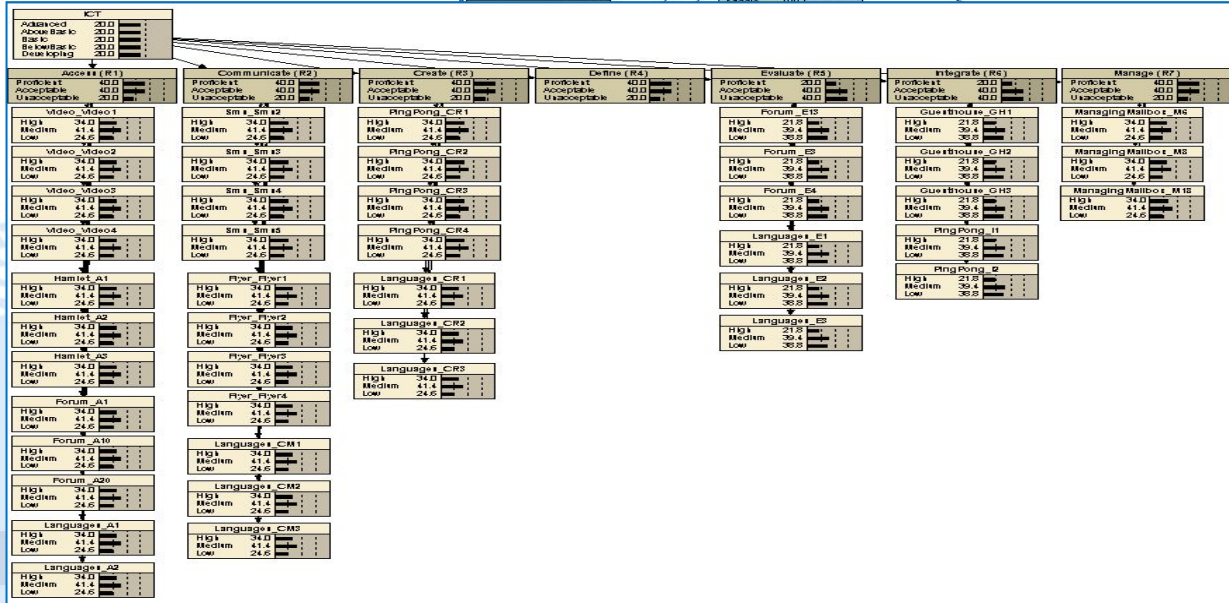 ICT
Advanced 20.0
AboveBasic 20.0
Basic 20.0
BelowBasic 20.0
Developing 20.0
Access (R1)
Proficient 40.0
Acceptable 40.0
Unacceptable 20.0
Video_Video1
High 34.0
Medium 41.4
Low 24.6
Video_Video2
High 34.0
Medium 41.4
Low 24.6
Video_Video3
High 34.0
Medium 41.4
Low 24.6
Video_Video4
High 34.0
Medium 41.4
Low 24.6
Hamlet_A1
High 34.0
Medium 41.4
Low 24.6
Hamlet_A2
High 34.0
Medium 41.4
Low 24.6
Hamlet_A3
High 34.0
Medium 41.4
Low 24.6
Forum_A1
High 34.0
Medium 41.4
Low 24.6
Forum_A10
High 34.0
Medium 41.4
Low 24.6
Forum_A20
High 34.0
Medium 41.4
Low 24.6
Languages_A1
High 34.0
Medium 41.4
Low 24.6
Languages_A2
High 34.0
Medium 41.4
Low 24.6
Communicate (R2)
Proficient 40.0
Acceptable 40.0
Unacceptable 20.0
Sms_Sms2
High 34.0
Medium 41.4
Low 24.6
Sms_Sms3
High 34.0
Medium 41.4
Low 24.6
Sms_Sms4
High 34.0
Medium 41.4
Low 24.6
Sms_Sms5
High 34.0
Medium 41.4
Low 24.6
Flyer_Flyer1
High 34.0
Medium 41.4
Low 24.6
Flyer_Flyer2
High 34.0
Medium 41.4
Low 24.6
Flyer_Flyer3
High 34.0
Medium 41.4
Low 24.6
Flyer_Flyer4
High 34.0
Medium 41.4
Low 24.6
Languages_CM1
High 34.0
Medium 41.4
Low 24.6
Languages_CM2
High 34.0
Medium 41.4
Low 24.6
Languages_CM3
High 34.0
Medium 41.4
Low 24.6
Create (R3)
Proficient 40.0
Acceptable 40.0
Unacceptable 20.0
PingPong_CR1
High 34.0
Medium 41.4
Low 24.6
PingPong_CR2
High 34.0
Medium 41.4
Low 24.6
PingPong_CR3
High 34.0
Medium 41.4
Low 24.6
PingPong_CR4
High 34.0
Medium 41.4
Low 24.6
Languages_CR1
High 34.0
Medium 41.4
Low 24.6
Languages_CR2
High 34.0
Medium 41.4
Low 24.6
Languages_CR3
High 34.0
Medium 41.4
Low 24.6
Define (R4)
Proficient 40.0
Acceptable 40.0
Unacceptable 20.0
Evaluate (R5)
Proficient 40.0
Acceptable 40.0
Unacceptable 20.0
Forum_E13
High 21.8
Medium 39.4
Low 38.8
Forum_E3
High 21.8
Medium 39.4
Low 38.8
Forum_E4
High 21.8
Medium 39.4
Low 38.8
Languages_E1
High 21.8
Medium 39.4
Low 38.8
Languages_E2
High 21.8
Medium 39.4
Low 38.8
Languages_E3
High 21.8
Medium 39.4
Low 38.8
Integrate (R6)
Proficient 40.0
Acceptable 40.0
Unacceptable 20.0
Guesthouse_GH1
High 21.8
Medium 39.4
Low 38.8
Guesthouse_GH2
High 21.8
Medium 39.4
Low 38.8
Guesthouse_GH3
High 21.8
Medium 39.4
Low 38.8
PingPong_I1
High 21.8
Medium 39.4
Low 38.8
PingPong_I2
High 21.8
Medium 39.4
Low 38.8
Manage (R7)
Proficient 40.0
Acceptable 40.0
Unacceptable 20.0
ManagingMailbox_M6
High 34.0
Medium 41.4
Low 24.6
ManagingMailbox_M8
High 34.0
Medium 41.4
Low 24.6
ManagingMailbox_M18
High 34.0
Medium 41.4
Low 24.6